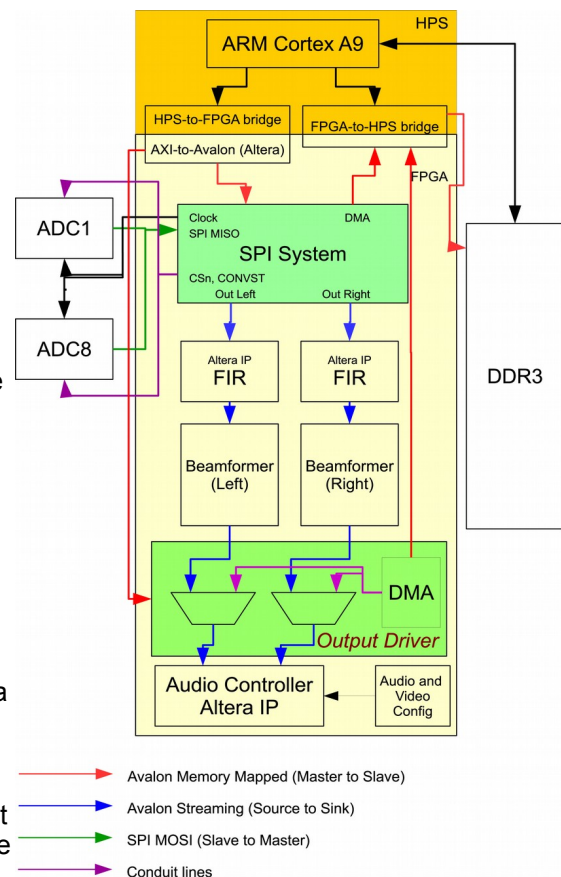 HPS
ARM Cortex A9
HPS-to-FPGA bridge
FPGA-to-HPS bridge
AXI-to-Avalon (Altera)
FPGA
ADC1
Clock
DMA
SPI MISO
SPI System
CSn, CONVST
Out Left
Out Right
ADC8
Altera IP
FIR
Altera IP
FIR
DDR3
e
Beamformer
(Left)
Beamformer
(Right)
DMA
Output Driver
Audio Controller
Altera IP
Audio and
Video
Config
a
Avalon Memory Mapped (Master to Slave)
Avalon Streaming (Source to Sink)
t
SPI MOSI (Slave to Master)
e
Conduit lines